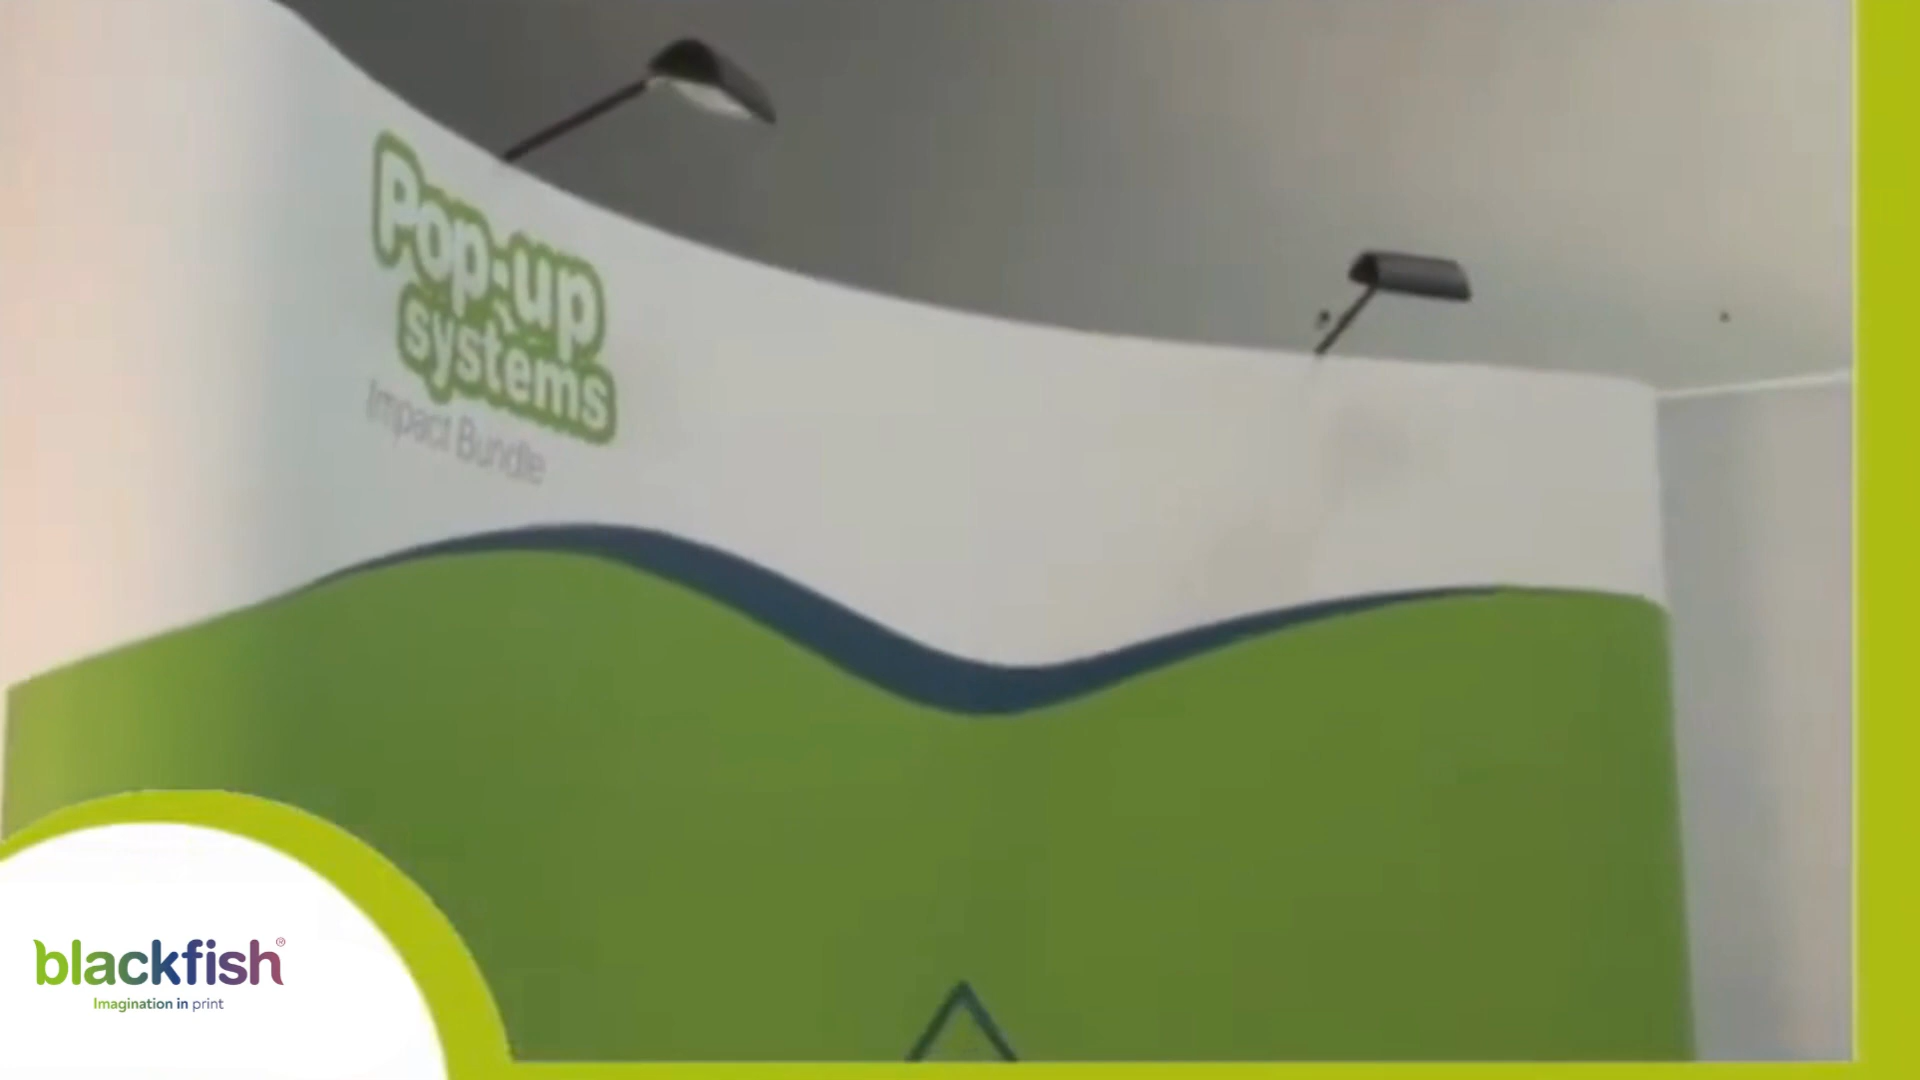 Pop-up
systems
Impact Bundle
blackfish®
Imagination in print